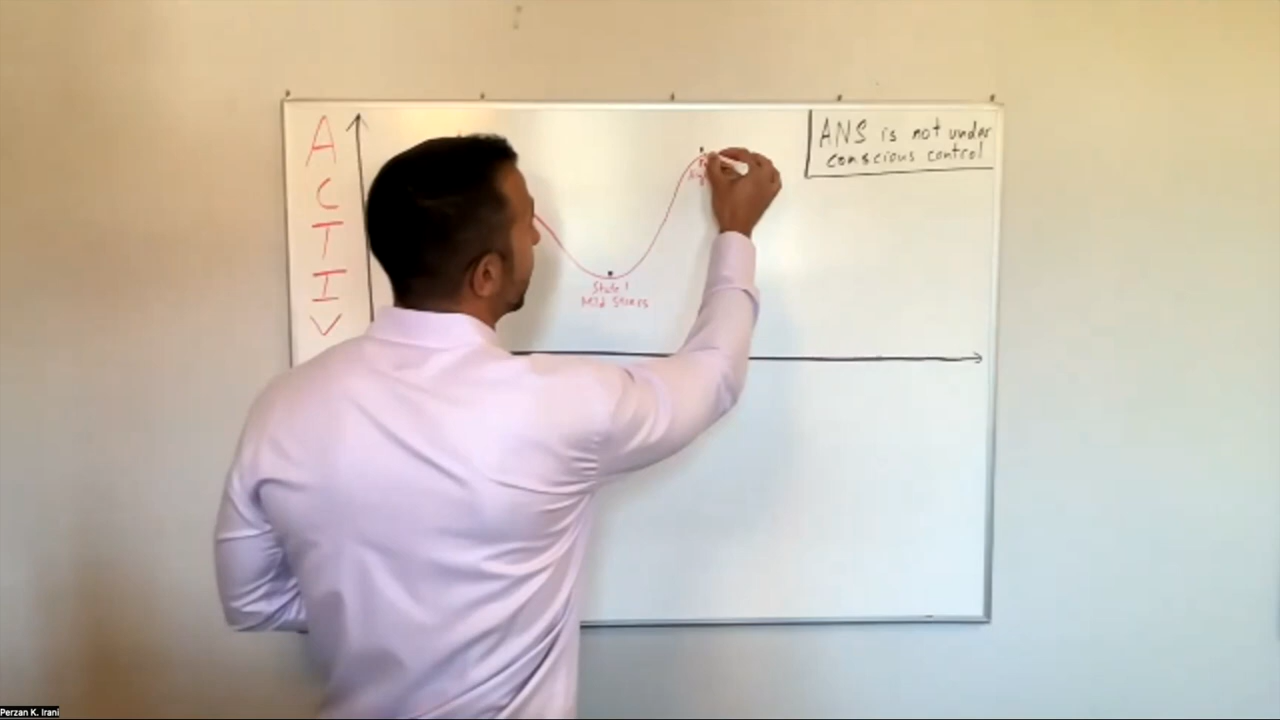 A
C
T
I
V
ANS is not under
conscious control
Mild Stress
Perzan K. Irani